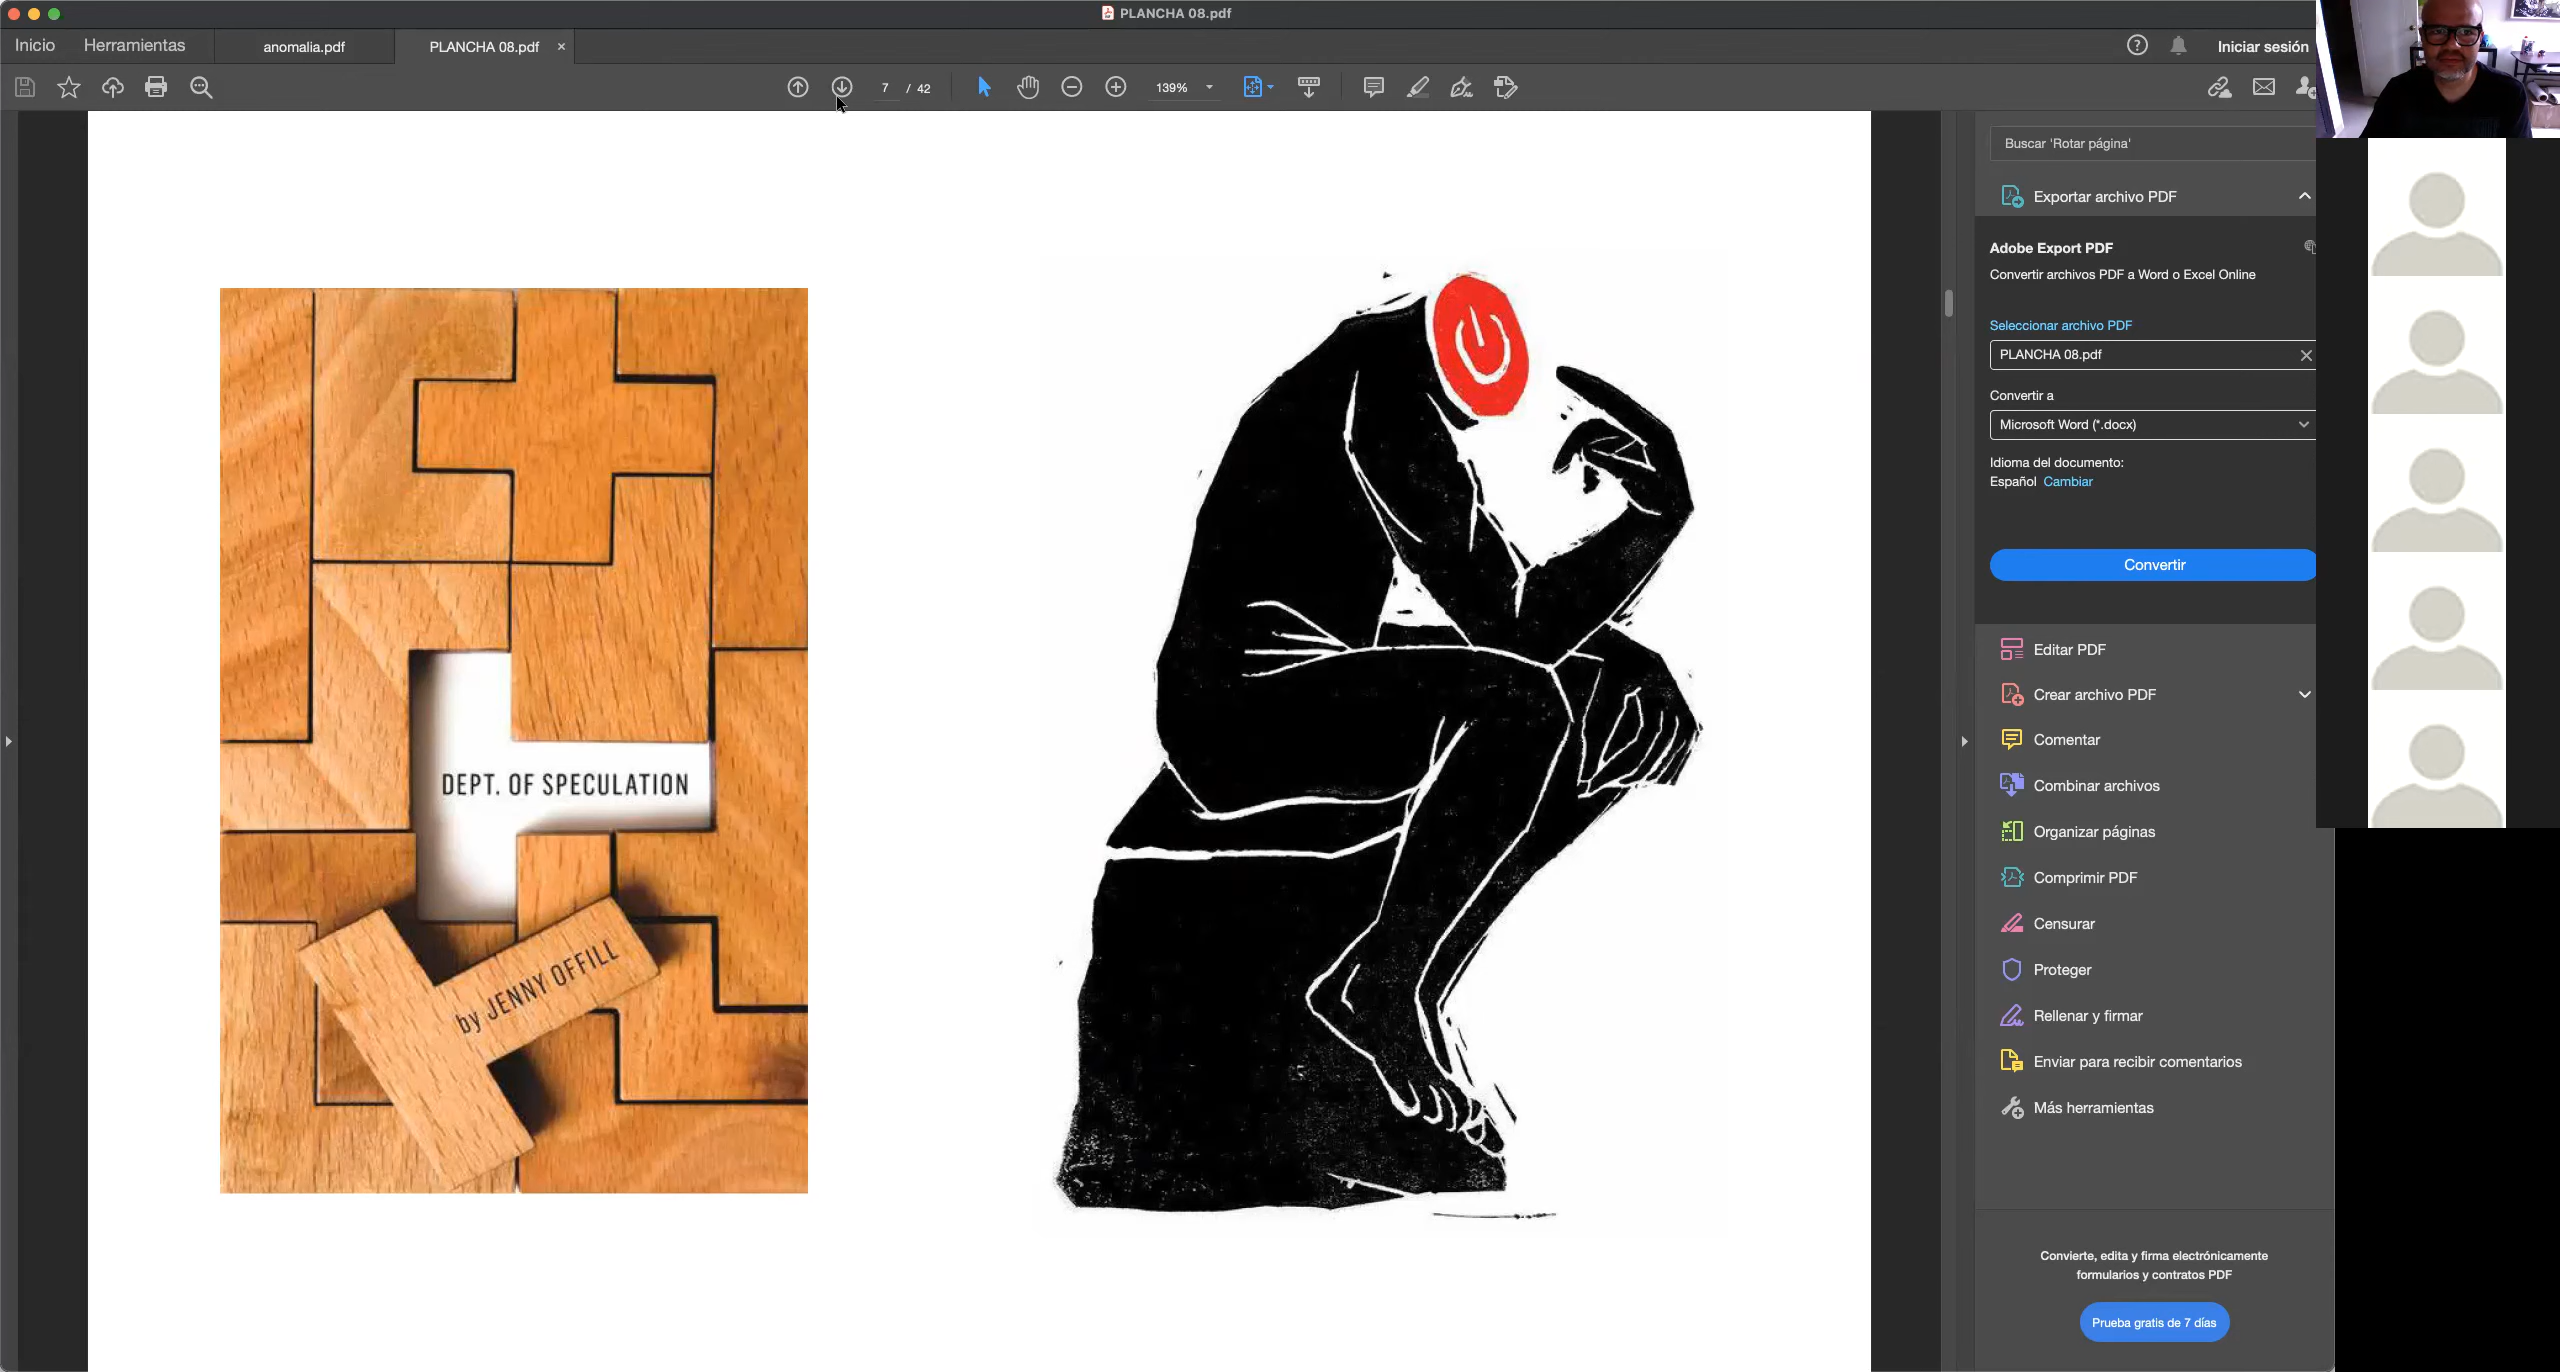 PLANCHA 08.pdf
Inicio
Herramientas
anomalia.pdf
PLANCHA 08.pdf
Iniciar sesión
7 / 42
139%
DEPT. OF SPECULATION
by JENNY OFFILL
Buscar 'Rotar página'
Exportar archivo PDF
Adobe Export PDF
Convertir archivos PDF a Word o Excel Online
Seleccionar archivo PDF
PLANCHA 08.pdf
Convertir a
Microsoft Word (*.docx)
Idioma del documento:
Español Cambiar
Convertir
Editar PDF
Crear archivo PDF
Comentar
Combinar archivos
Organizar páginas
Comprimir PDF
Censurar
Proteger
Rellenar y firmar
Enviar para recibir comentarios
Más herramientas
Convierte, edita y firma electrónicamente
formularios y contratos PDF
Prueba gratis de 7 días